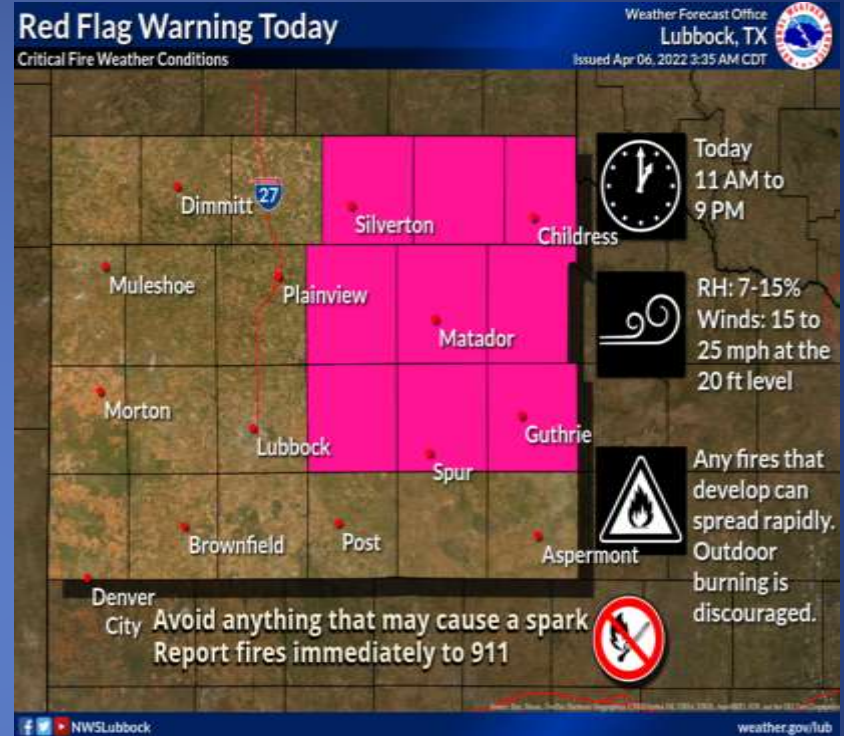 Red Flag Warning Today
Critical Fire Weather Conditions
Weather Forecast Office
Lubbock, TX
Issued Apr 06, 2022 3:35 AM CDT
Today
11 AM to
9 PM
RH: 7-15%
Winds: 15 to
25 mph at the
20 ft level
Any fires that
develop can
spread rapidly.
Outdoor
burning is
discouraged.
27
Dimmitt
Silverton
Childress
Muleshoe
Plainview
Matador
Morton
Lubbock
Guthrie
Spur
Brownfield
Post
Aspermont
Denver
City
Avoid anything that may cause a spark
Report fires immediately to 911
NWSLubbock
weather.gov/lub